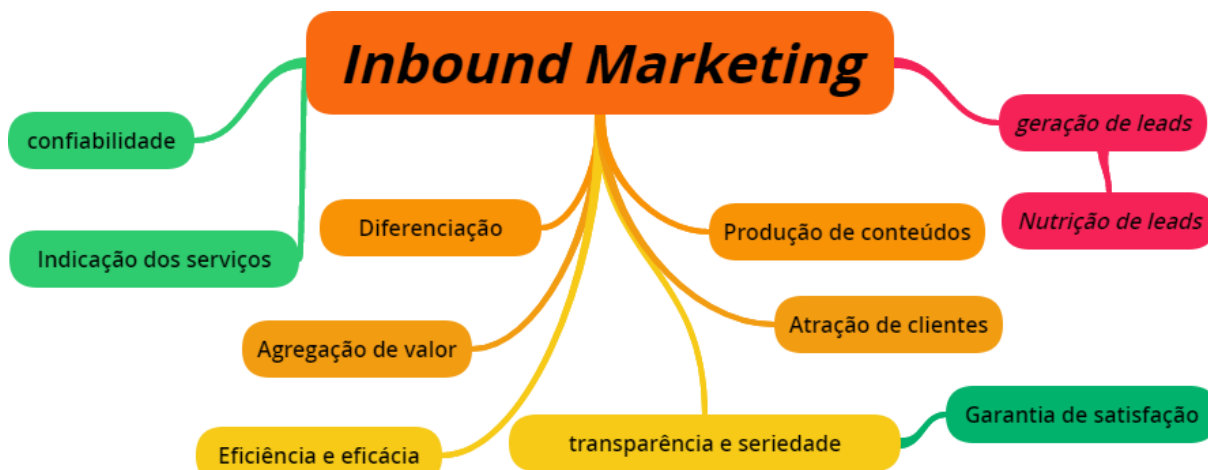 Inbound Marketing
confiabilidade
geração de leads
Indicação dos serviços
Diferenciação
Produção de conteúdos
Nutrição de leads
Agregação de valor
Atração de clientes
Eficiência e eficácia
transparência e seriedade
Garantia de satisfação